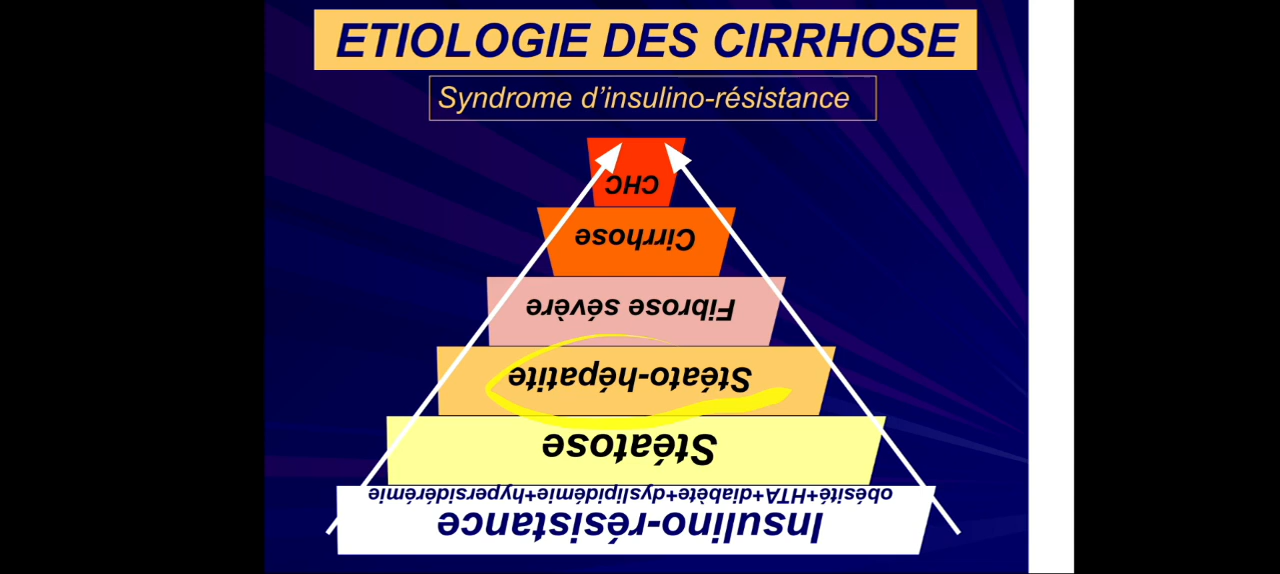 ETIOLOGIE DES CIRRHOSE
Syndrome d'insulino-résistance
CHC
Cirrhose
Fibrose sévère
Stéato-hépatite
Stéatose
obésité+HTA+diabète+dyslipidémie+hypersidérémie
Insulino-résistance